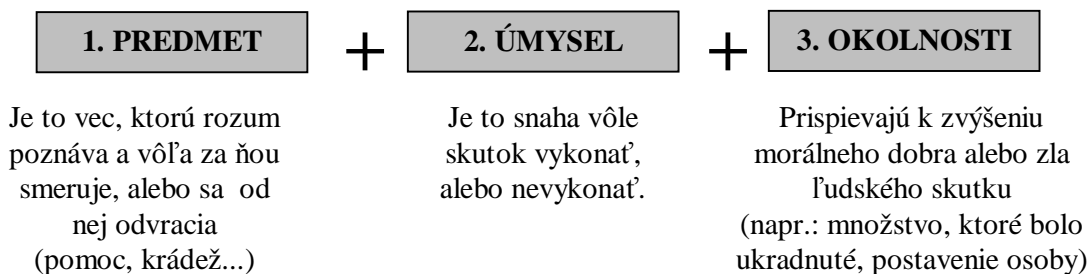 1. PREDMET + 2. ÚMYSEL + 3. OKOLNOSTI
Je to vec, ktorú rozum
poznáva a vôľa za ňou
smeruje, alebo sa od
nej odvracia
(pomoc, krádež...)
Je to snaha vôle
skutok vykonať,
alebo nevykonať.
Prispievajú k zvýšeniu
morálneho dobra alebo zla
ľudského skutku
(napr.: množstvo, ktoré bolo
ukradnuté, postavenie osoby)